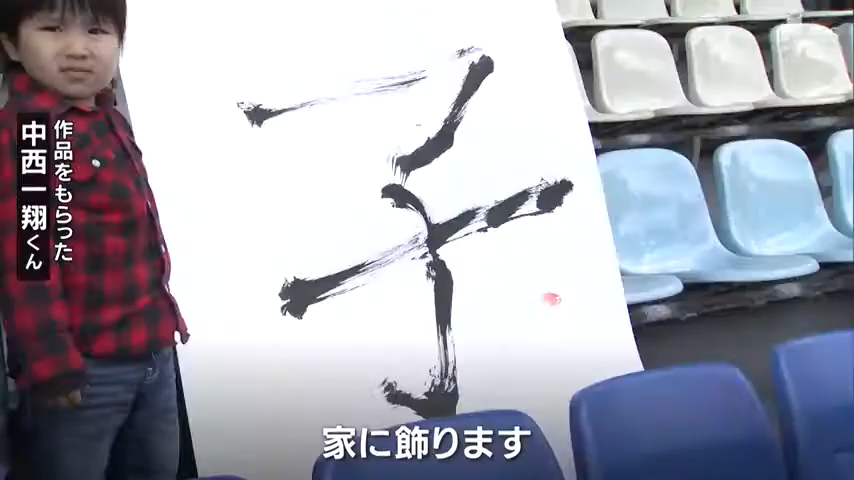 子
作品をもらった
中西一翔くん
家に飾ります